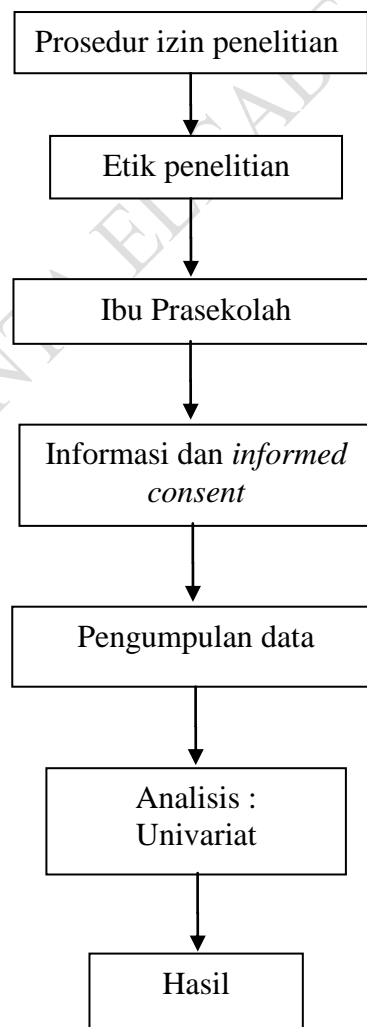 Prosedur izin penelitian
Etik penelitian
Ibu Prasekolah
Informasi dan informed
consent
Pengumpulan data
Analisis :
Univariat
Hasil